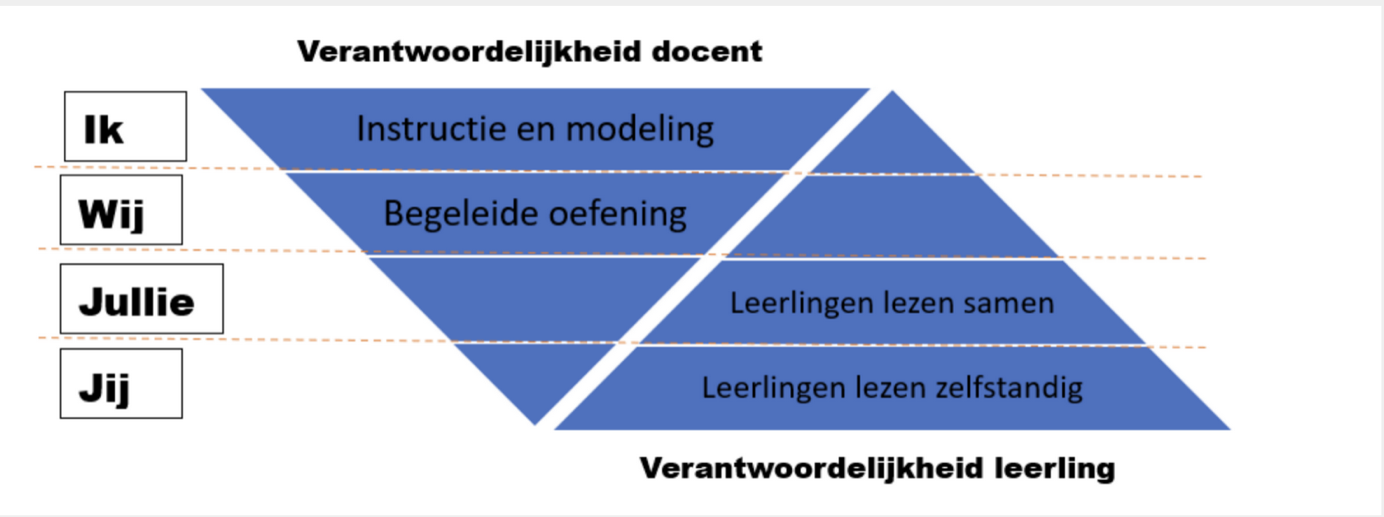 Verantwoordelijkheid docent
Ik
Instructie en modeling
Wij
Begeleide oefening
Jullie
Leerlingen lezen samen
Jij
Leerlingen lezen zelfstandig
Verantwoordelijkheid leerling